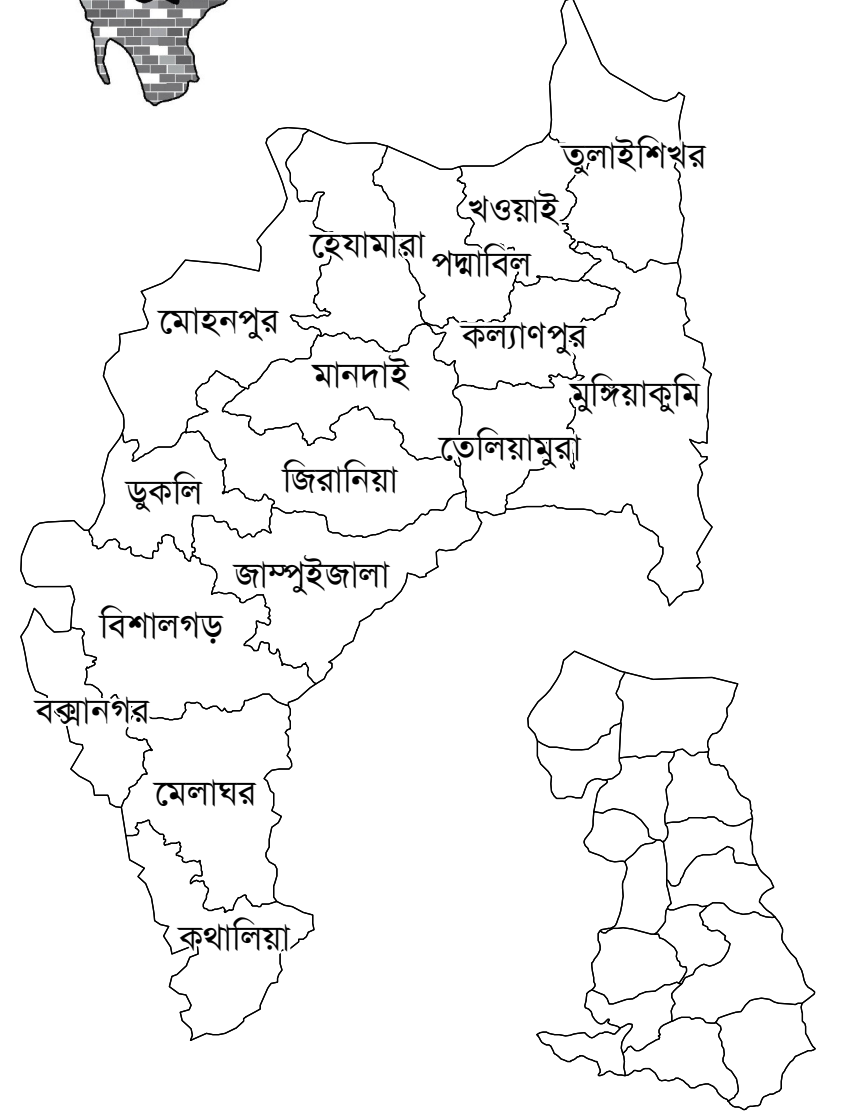 তুলাইশিখর
খওয়াই
হেযামারা
পদ্মাবিল
মোহনপুর
কল্যাণপুর
মানদাই
মুঙ্গিয়াকুমি
তেলিয়ামুরা
জিরানিয়া
ডুকলি
জাম্পুইজালা
বিশালগড়
বক্সানগর
মেলাঘর
কথালিয়া